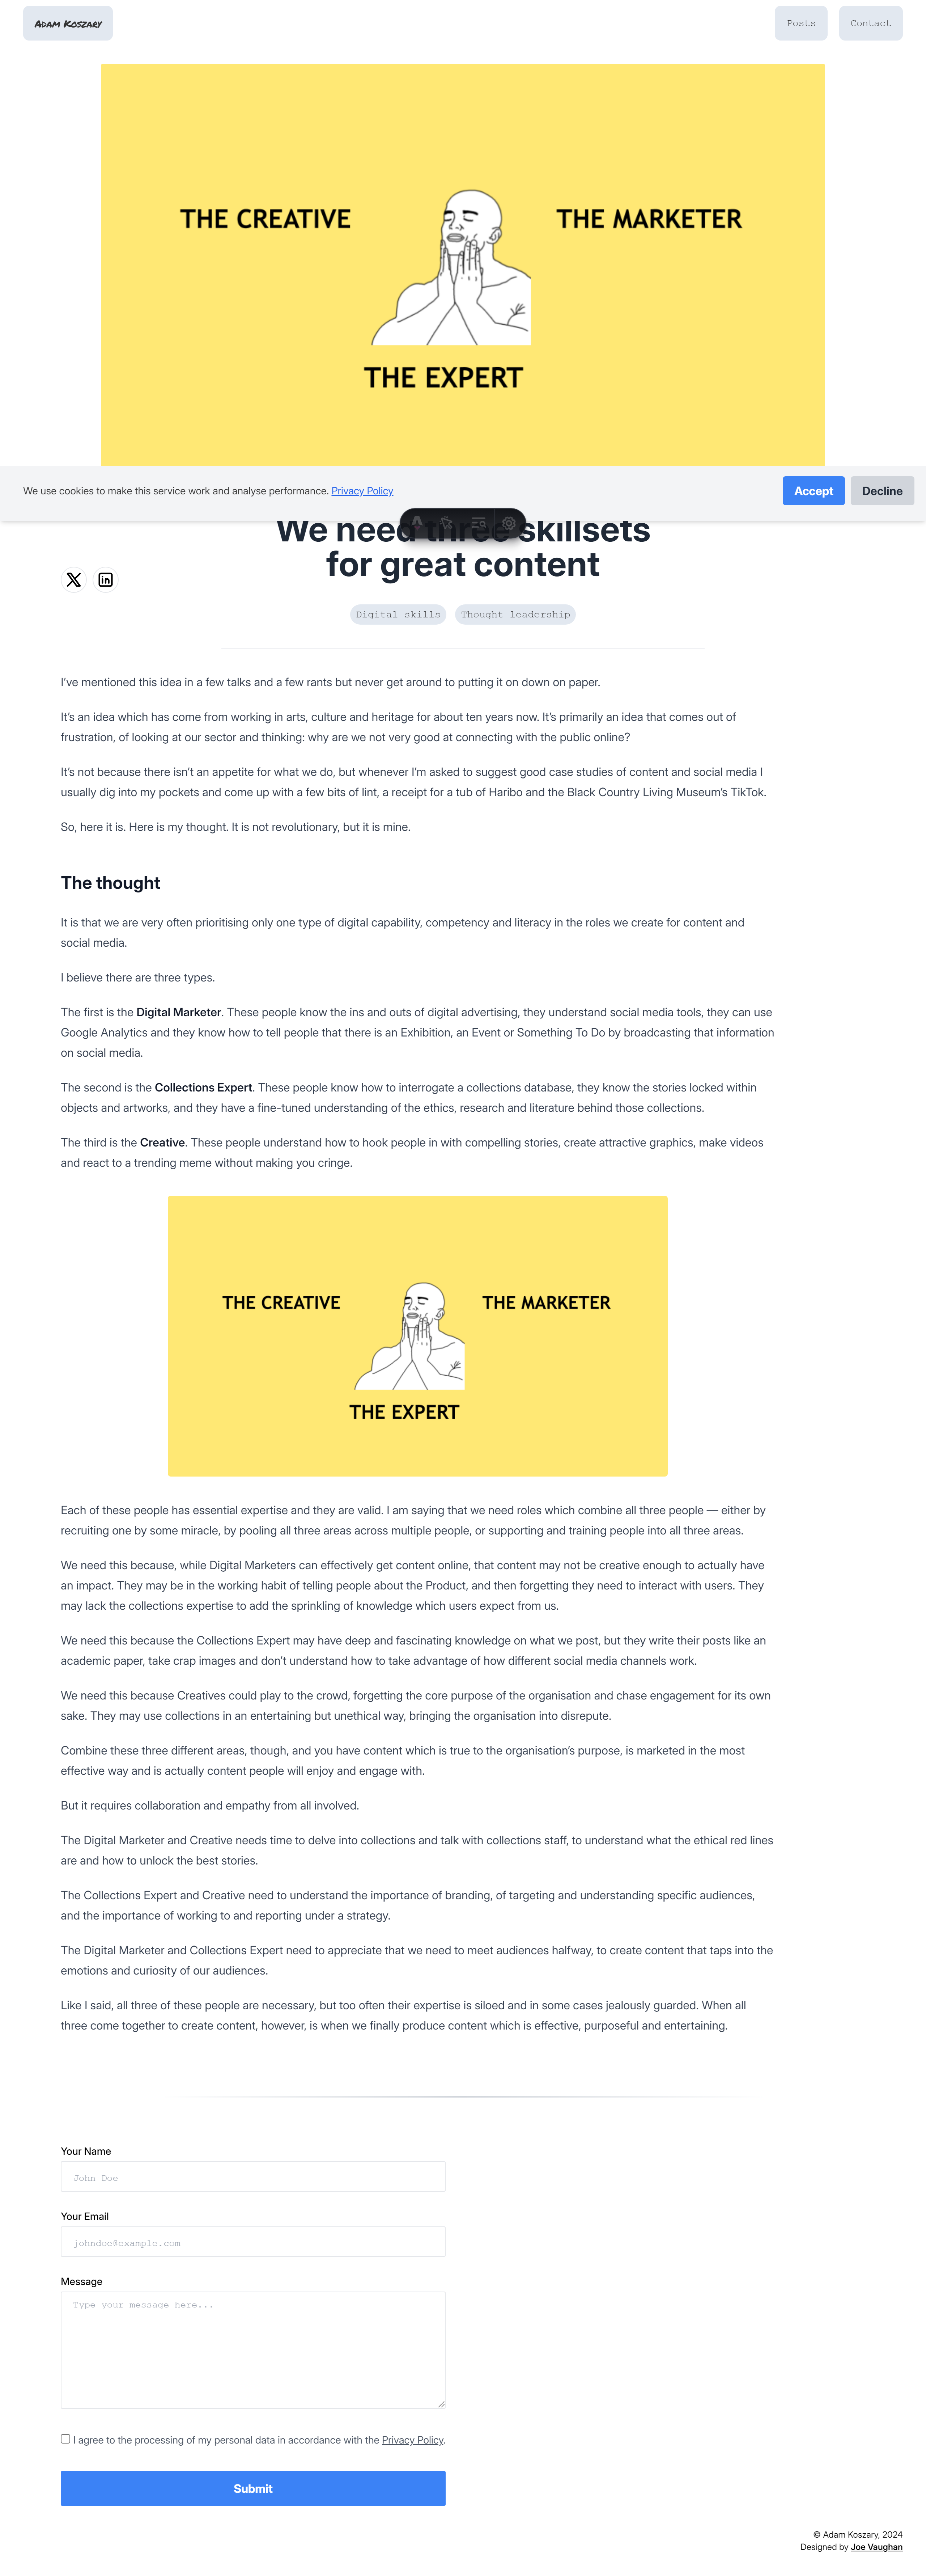 Adam Koszary
Posts
Contact
THE CREATIVE
THE MARKETER
THE EXPERT
We use cookies to make this service work and analyse performance. Privacy Policy
Accept
Decline
We need three skillsets
for great content
Digital skills
Thought leadership
I've mentioned this idea in a few talks and a few rants but never get around to putting it on down on paper.
It's an idea which has come from working in arts, culture and heritage for about ten years now. It's primarily an idea that comes out of
frustration, of looking at our sector and thinking: why are we not very good at connecting with the public online?
It's not because there isn't an appetite for what we do, but whenever I'm asked to suggest good case studies of content and social media I
usually dig into my pockets and come up with a few bits of lint, a receipt for a tub of Haribo and the Black Country Living Museum's TikTok.
So, here it is. Here is my thought. It is not revolutionary, but it is mine.
The thought
It is that we are very often prioritising only one type of digital capability, competency and literacy in the roles we create for content and
social media.
I believe there are three types.
The first is the Digital Marketer. These people know the ins and outs of digital advertising, they understand social media tools, they can use
Google Analytics and they know how to tell people that there is an Exhibition, an Event or Something To Do by broadcasting that information
on social media.
The second is the Collections Expert. These people know how to interrogate a collections database, they know the stories locked within
objects and artworks, and they have a fine-tuned understanding of the ethics, research and literature behind those collections.
The third is the Creative. These people understand how to hook people in with compelling stories, create attractive graphics, make videos
and react to a trending meme without making you cringe.
THE CREATIVE
THE MARKETER
THE EXPERT
Each of these people has essential expertise and they are valid. I am saying that we need roles which combine all three people — either by
recruiting one by some miracle, by pooling all three areas across multiple people, or supporting and training people into all three areas.
We need this because, while Digital Marketers can effectively get content online, that content may not be creative enough to actually have
an impact. They may be in the working habit of telling people about the Product, and then forgetting they need to interact with users. They
may lack the collections expertise to add the sprinkling of knowledge which users expect from us.
We need this because the Collections Expert may have deep and fascinating knowledge on what we post, but they write their posts like an
academic paper, take crap images and don't understand how to take advantage of how different social media channels work.
We need this because Creatives could play to the crowd, forgetting the core purpose of the organisation and chase engagement for its own
sake. They may use collections in an entertaining but unethical way, bringing the organisation into disrepute.
Combine these three different areas, though, and you have content which is true to the organisation's purpose, is marketed in the most
effective way and is actually content people will enjoy and engage with.
But it requires collaboration and empathy from all involved.
The Digital Marketer and Creative needs time to delve into collections and talk with collections staff, to understand what the ethical red lines
are and how to unlock the best stories.
The Collections Expert and Creative need to understand the importance of branding, of targeting and understanding specific audiences,
and the importance of working to and reporting under a strategy.
The Digital Marketer and Collections Expert need to appreciate that we need to meet audiences halfway, to create content that taps into the
emotions and curiosity of our audiences.
Like I said, all three of these people are necessary, but too often their expertise is siloed and in some cases jealously guarded. When all
three come together to create content, however, is when we finally produce content which is effective, purposeful and entertaining.
Your Name
John Doe
Your Email
johndoe@example.com
Message
Type your message here...
I agree to the processing of my personal data in accordance with the Privacy Policy.
Submit
© Adam Koszary, 2024
Designed by Joe Vaughan